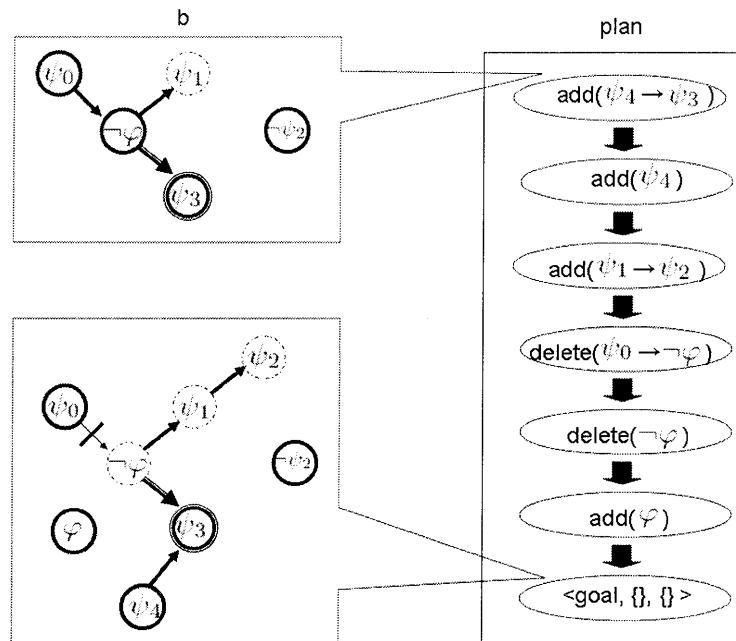 b
ψ0
ψ1
¬φ
¬ψ2
ψ3
ψ2
ψ1
ψ0
¬φ
¬ψ2
φ
ψ3
ψ4
plan
add(ψ4 → ψ3)
add(ψ4)
add(ψ1 → ψ2)
delete(ψ0 → ¬φ)
delete(¬φ)
add(φ)
<goal, {}, {} >